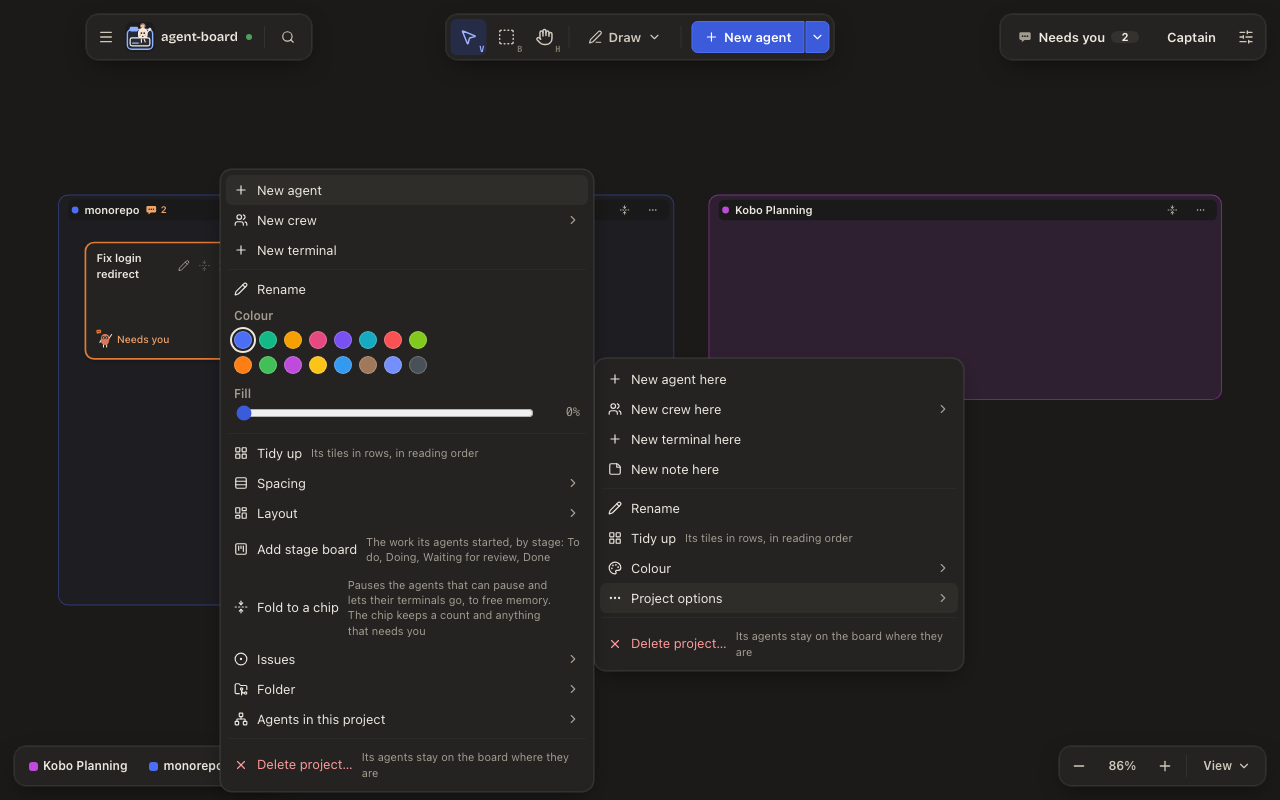 agent-board
V
B
H
Draw
New agent
Needs you 2
Captain
monorepo 2
Fix login
redirect
Needs you
New agent
New crew
New terminal
Rename
Colour
Fill
0%
Tidy up Its tiles in rows, in reading order
Spacing
Layout
Add stage board The work its agents started, by stage: To
do, Doing, Waiting for review, Done
Fold to a chip Pauses the agents that can pause and
lets their terminals go, to free memory.
The chip keeps a count and anything
that needs you
Issues
Folder
Agents in this project
Delete project... Its agents stay on the board where they
are
Kobo Planning
New agent here
New crew here
New terminal here
New note here
Rename
Tidy up Its tiles in rows, in reading order
Colour
Project options
Delete project... Its agents stay on the board where they
are
Kobo Planning
monorepo
86%
View